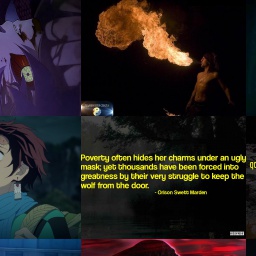 Poverty often hides her charms under an ugly
mask; yet thousands have been forced into
greatness by their very struggle to keep the
wolf from the door.
- Orison Swett Marden